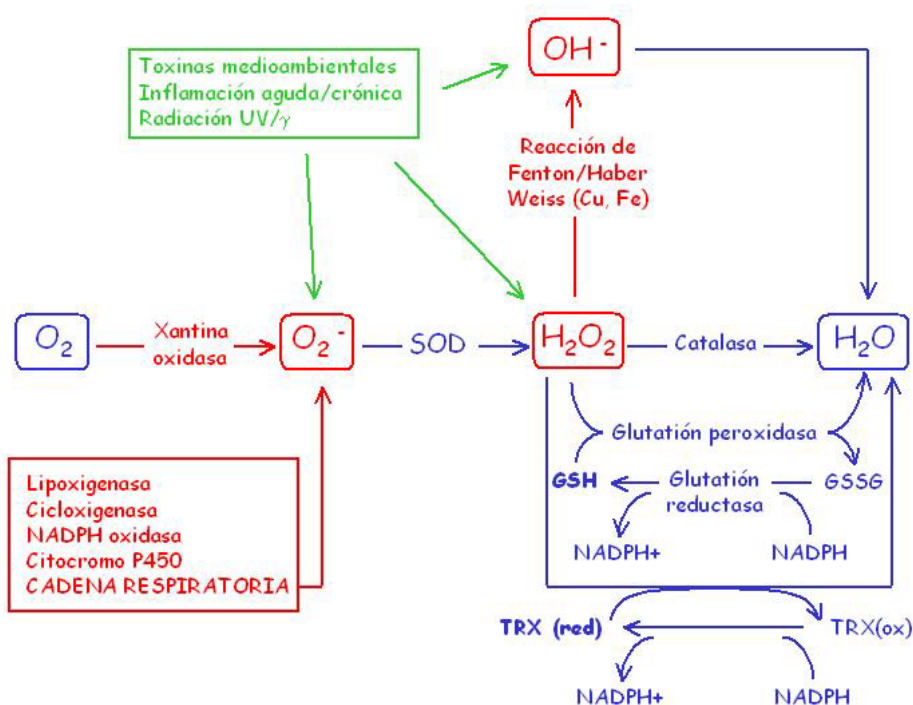 OH -
Toxinas medioambientales
Inflamación aguda/crónica
Radiación UV/γ
Reacción de
Fenton/Haber
Weiss (Cu, Fe)
O2
Xantina
oxidasa
O2 -
SOD
H2O2
Catalasa
H2O
Glutatión peroxidasa
GSH
Glutatión
reductasa
GSSG
NADPH+
NADPH
Lipoxigenasa
Cicloxigenasa
NADPH oxidasa
Citocromo P450
CADENA RESPIRATORIA
TRX (red)
TRX(ox)
NADPH+
NADPH